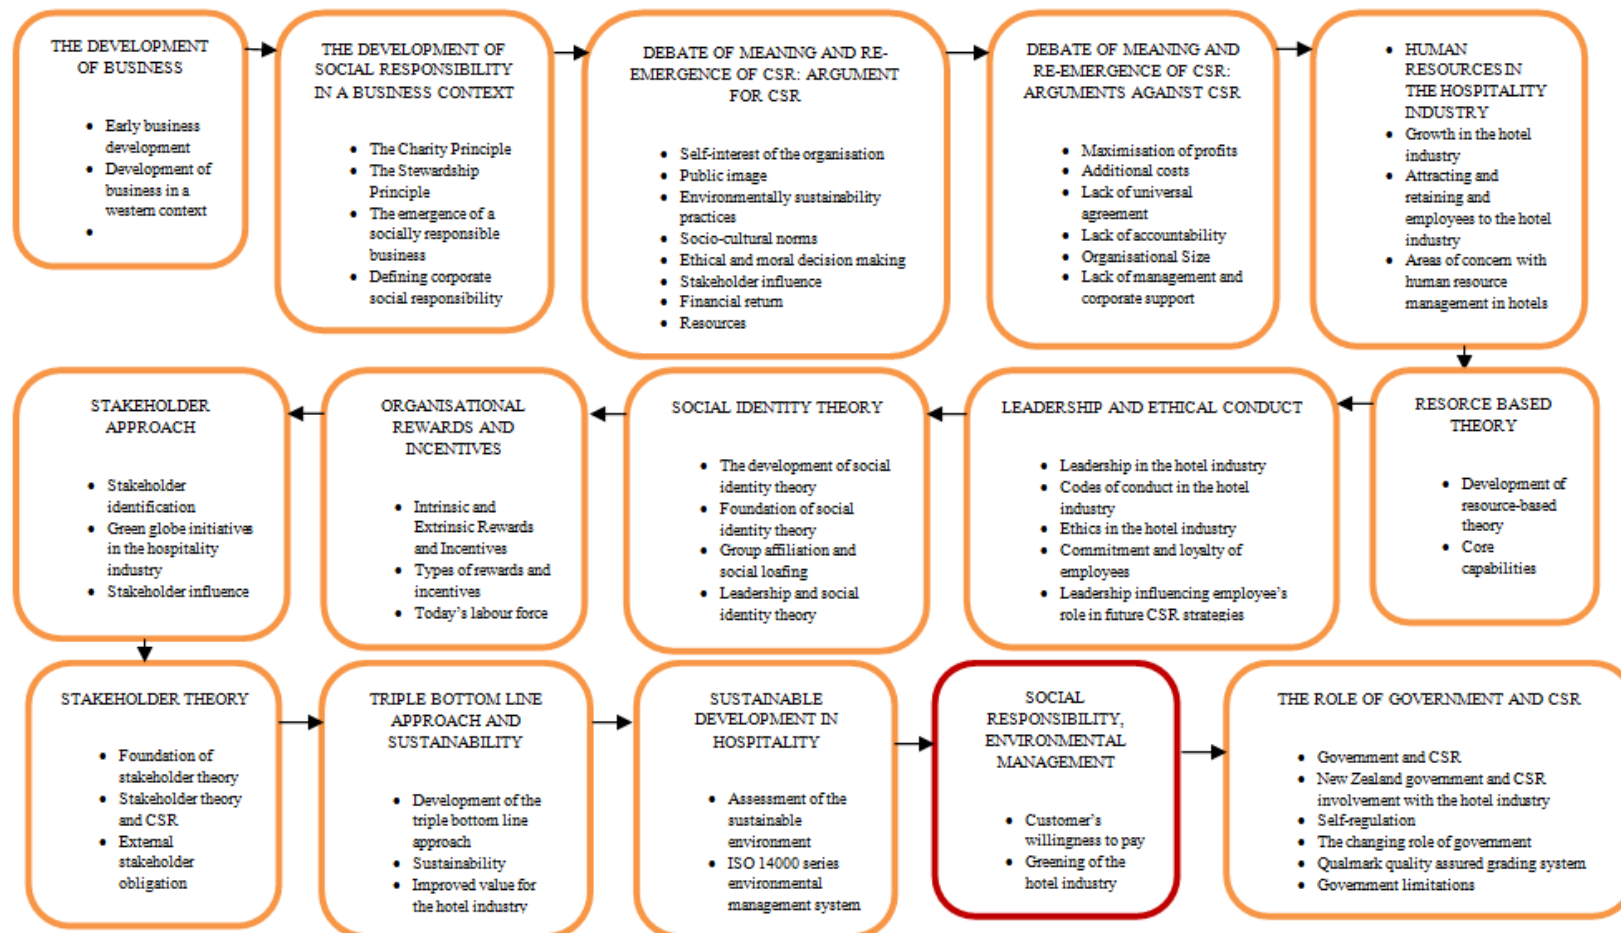 THE DEVELOPMENT
OF BUSINESS
• Early business
development
• Development of
business in a
western context
•
THE DEVELOPMENT OF
SOCIAL RESPONSIBILITY
IN A BUSINESS CONTEXT
• The Charity Principle
• The Stewardship
Principle
• The emergence of a
socially responsible
business
• Defining corporate
social responsibility
DEBATE OF MEANING AND RE-
EMERGENCE OF CSR: ARGUMENT
FOR CSR
• Self-interest of the organisation
• Public image
• Environmentally sustainability
practices
• Socio-cultural norms
• Ethical and moral decision making
• Stakeholder influence
• Financial return
• Resources
DEBATE OF MEANING AND
RE-EMERGENCE OF CSR:
ARGUMENTS AGAINST CSR
• Maximisation of profits
• Additional costs
• Lack of universal
agreement
• Lack of accountability
• Organisational Size
• Lack of management and
corporate support
• HUMAN
RESOURCES IN
THE HOSPITALITY
INDUSTRY
• Growth in the hotel
industry
• Attracting and
retaining and
employees to the hotel
industry
• Areas of concern with
human resource
management in hotels
STAKEHOLDER
APPROACH
• Stakeholder
identification
• Green globe initiatives
in the hospitality
industry
• Stakeholder influence
ORGANISATIONAL
REWARDS AND
INCENTIVES
• Intrinsic and
Extrinsic Rewards
and Incentives
• Types of rewards and
incentives
• Today's labour force
SOCIAL IDENTITY THEORY
• The development of social
identity theory
• Foundation of social
identity theory
• Group affiliation and
social loafing
• Leadership and social
identity theory
LEADERSHIP AND ETHICAL CONDUCT
• Leadership in the hotel industry
• Codes of conduct in the hotel
industry
• Ethics in the hotel industry
• Commitment and loyalty of
employees
• Leadership influencing employee's
role in future CSR strategies
RESORCE BASED
THEORY
• Development of
resource-based
theory
• Core
capabilities
STAKEHOLDER THEORY
• Foundation of
stakeholder theory
• Stakeholder theory
and CSR
• External
stakeholder
obligation
TRIPLE BOTTOM LINE
APPROACH AND
SUSTAINABILITY
• Development of the
triple bottom line
approach
• Sustainability
• Improved value for
the hotel industry
SUSTAINABLE
DEVELOPMENT IN
HOSPITALITY
• Assessment of the
sustainable
environment
• ISO 14000 series
environmental
management system
SOCIAL
RESPONSIBILITY,
ENVIRONMENTAL
MANAGEMENT
• Customer's
willingness to pay
• Greening of the
hotel industry
THE ROLE OF GOVERNMENT AND CSR
• Government and CSR
• New Zealand government and CSR
involvement with the hotel industry
• Self-regulation
• The changing role of government
• Qualmark quality assured grading system
• Government limitations